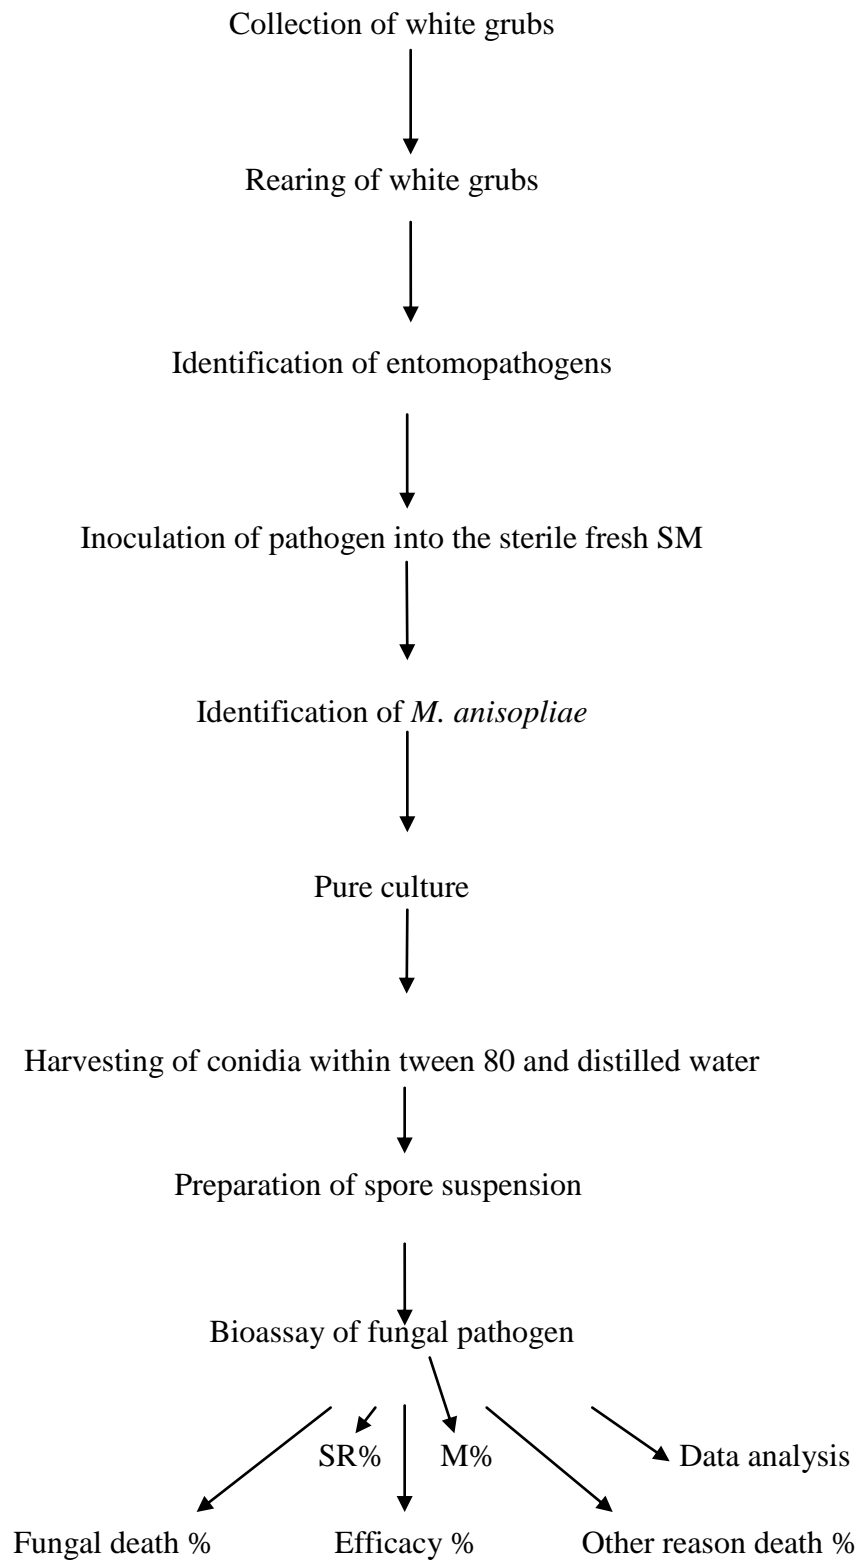 Collection of white grubs
Rearing of white grubs
Identification of entomopathogens
Inoculation of pathogen into the sterile fresh SM
Identification of M. anisopliae
Pure culture
Harvesting of conidia within tween 80 and distilled water
Preparation of spore suspension
Bioassay of fungal pathogen
SR% M% Data analysis
Fungal death % Efficacy % Other reason death %